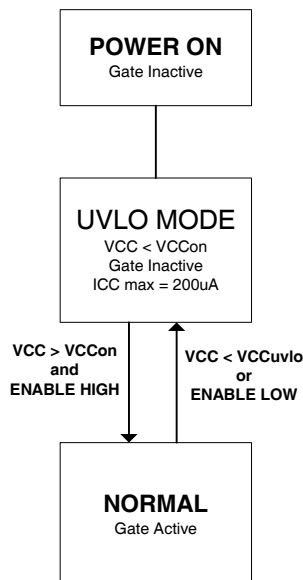 POWER ON
Gate Inactive
UVLO MODE
VCC < VCCon
Gate Inactive
ICC max = 200uA
VCC > VCCon
and
ENABLE HIGH
VCC < VCCuvlo
or
ENABLE LOW
NORMAL
Gate Active